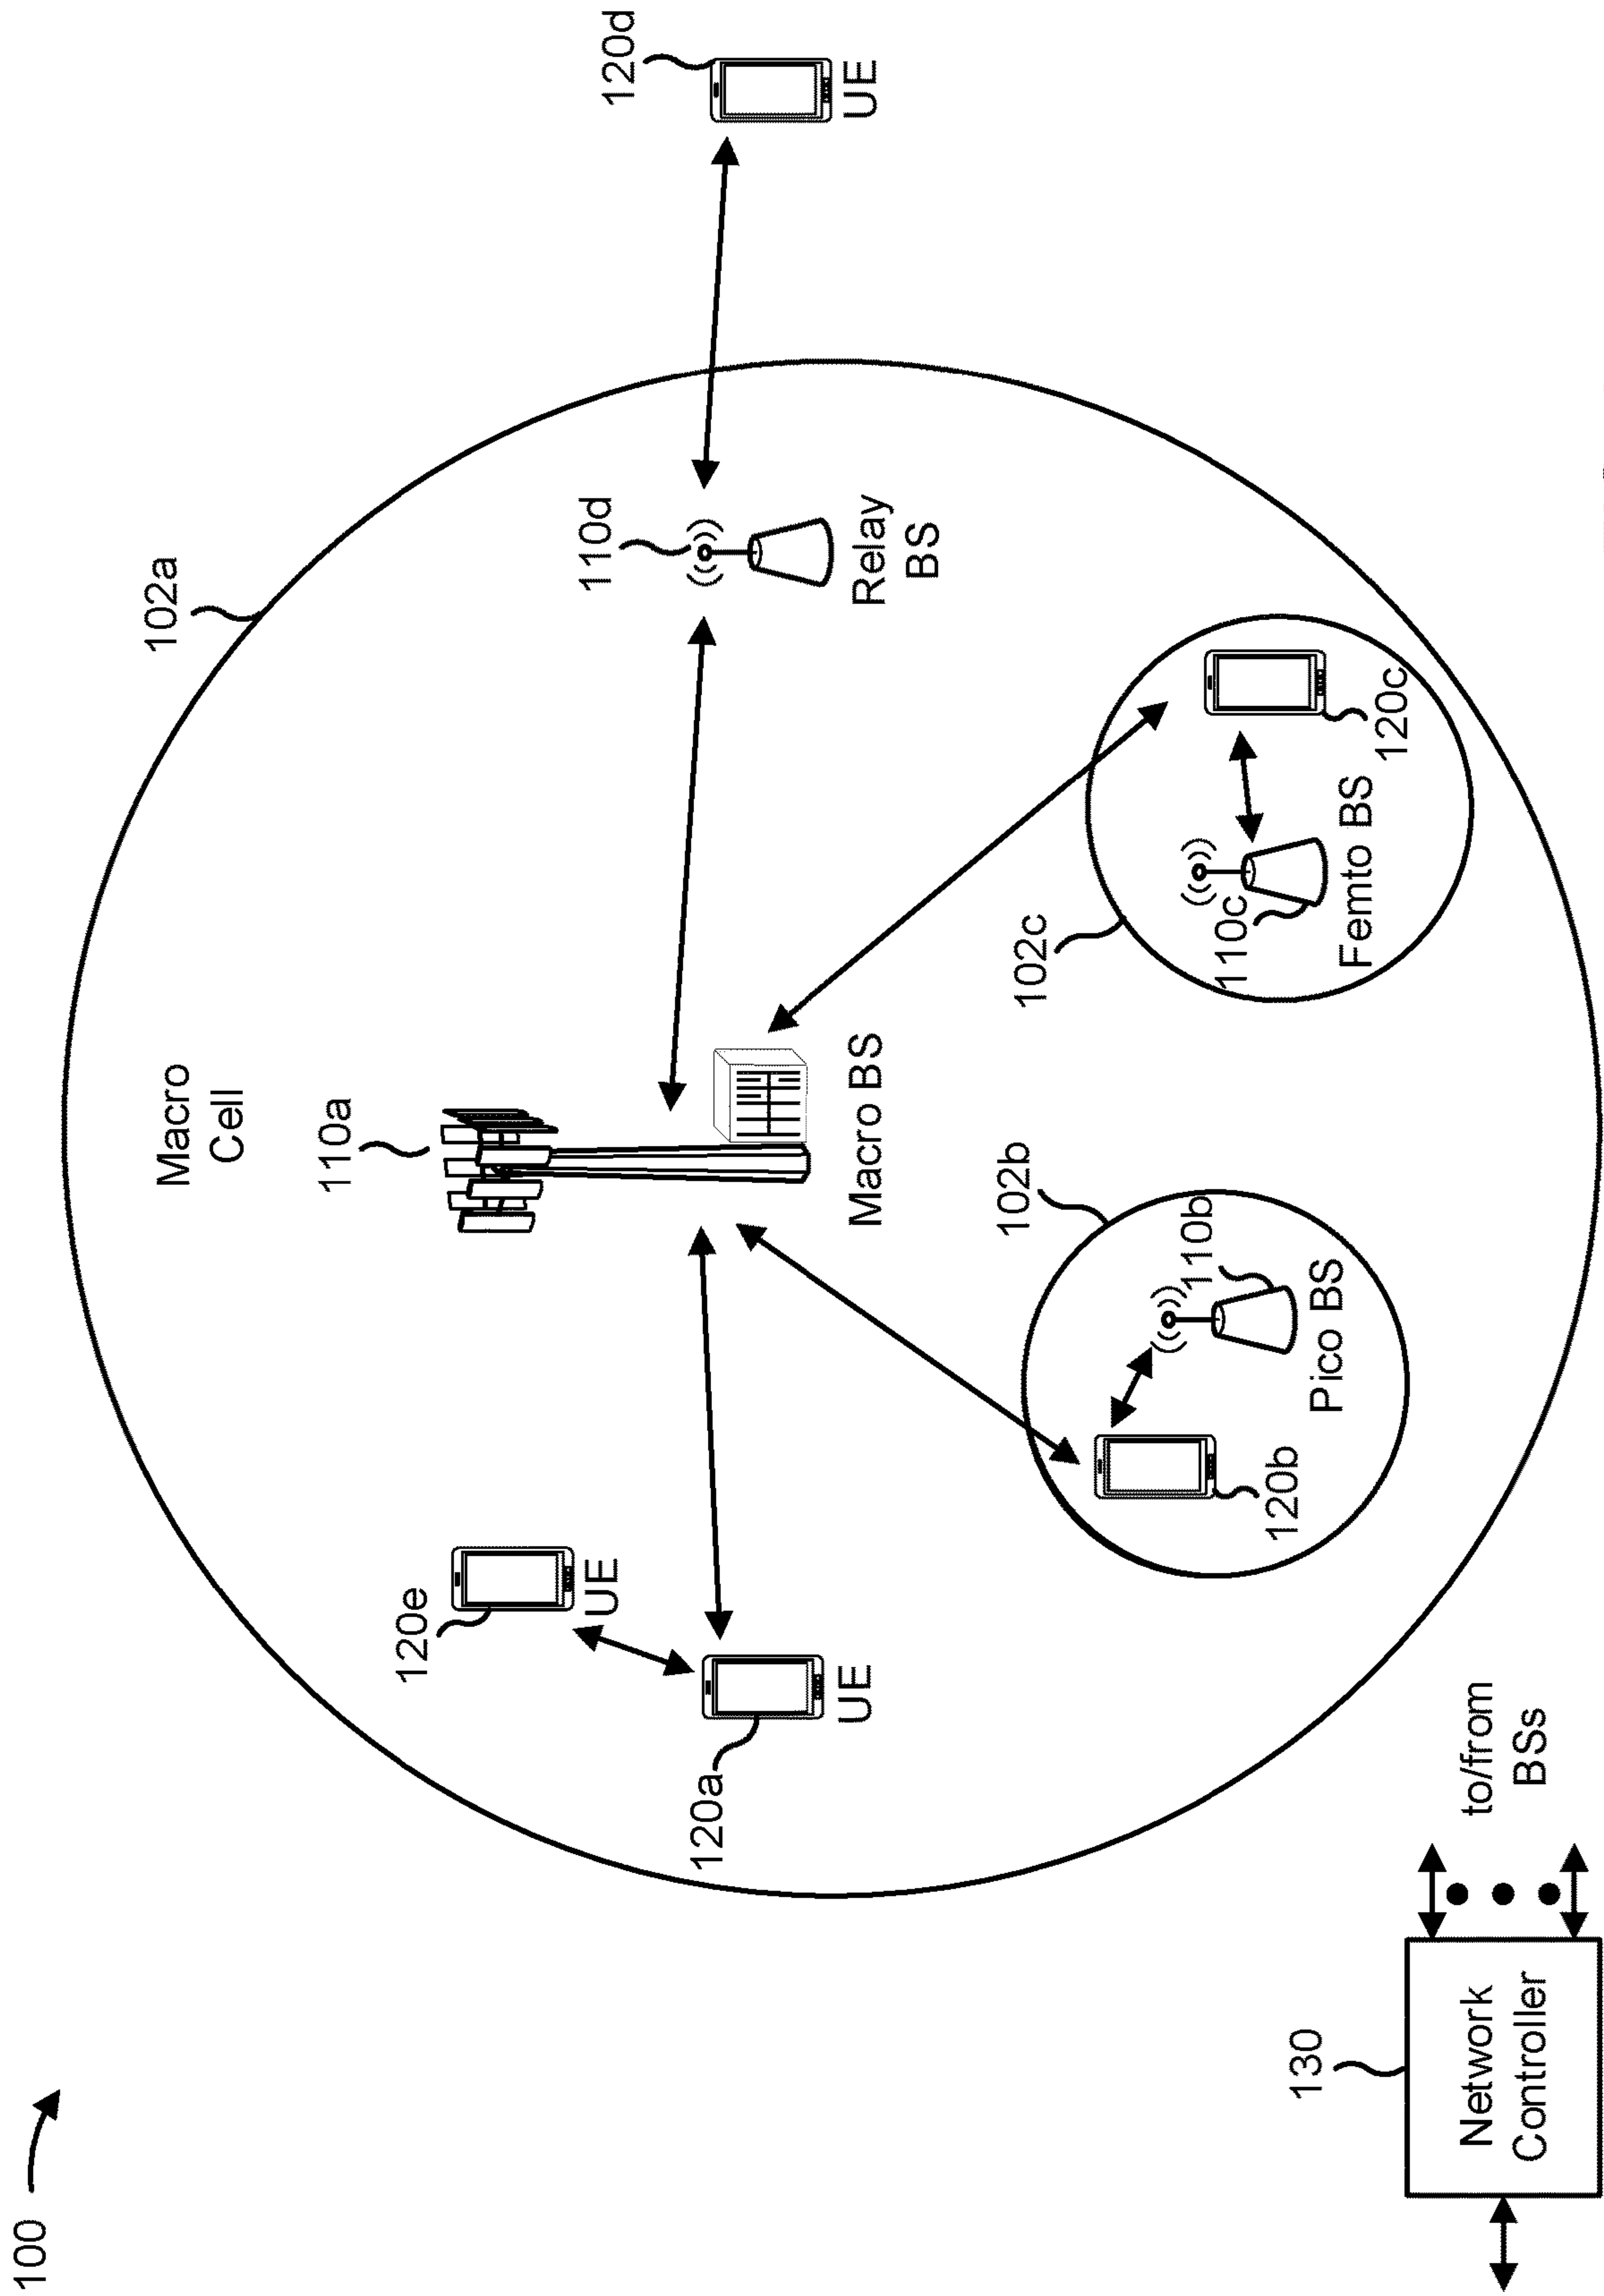 100
102a
Macro
Cell
110a
120d
UE
110d
Relay
BS
120e
UE
120a
UE
Macro BS
102b
110b
Pico BS
120b
102c
110c
Femto BS
120c
130
Network
Controller
to/from
BSs